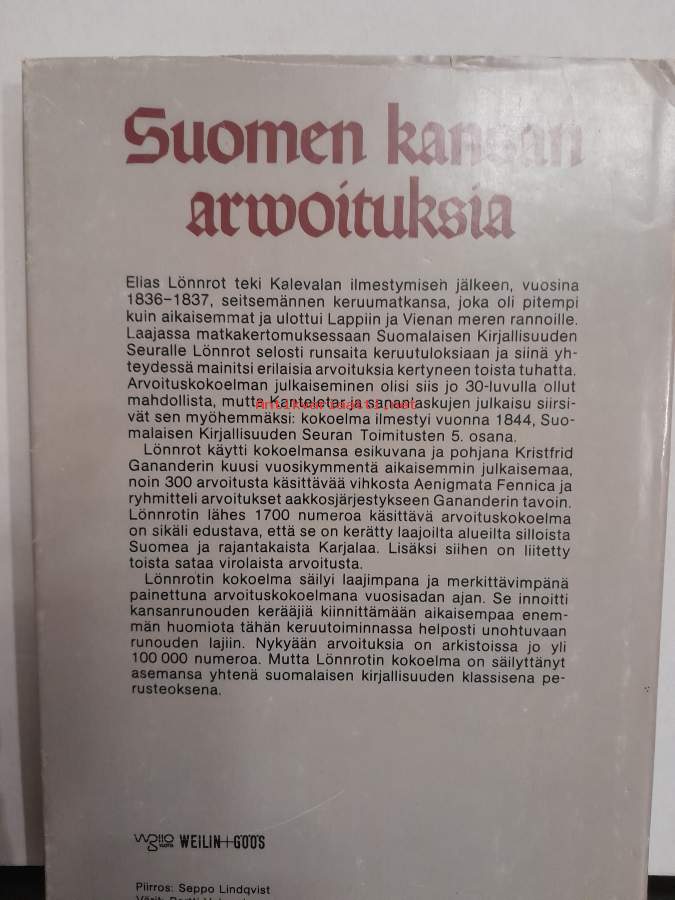 Suomen kansan
arwoituksia
Elias Lönnrot teki Kalevalan ilmestymisen jälkeen, vuosina
1836–1837, seitsemännen keruumatkansa, joka oli pitempi
kuin aikaisemmat ja ulottui Lappiin ja Vienan meren rannoille.
Laajassa matkakertomuksessaan Suomalaisen Kirjallisuuden
Seuralle Lönnrot selosti runsaita keruutuloksiaan ja siinä yh-
teydessä mainitsi erilaisia arvoituksia kertyneen toista tuhatta.
Arvoituskokoelman julkaiseminen olisi siis jo 30-luvulla ollut
mahdollista, mutta Kanteletar ja sananlaskujen julkaisu siirsi-
Antikvariaatti.net
vät sen myöhemmäksi: kokoelma ilmestyi vuonna 1844, Suo-
malaisen Kirjallisuuden Seuran Toimitusten 5. osana.
Lönnrot käytti kokoelmansa esikuvana ja pohjana Kristfrid
Gananderin kuusi vuosikymmentä aikaisemmin julkaisemaa,
noin 300 arvoitusta käsittävää vihkosta Aenigmata Fennica ja
ryhmitteli arvoitukset aakkosjärjestykseen Gananderin tavoin.
Lönnrotin lähes 1700 numeroa käsittävä arvoituskokoelma
on sikäli edustava, että se on kerätty laajoilta alueilta silloista
Suomea ja rajantakaista Karjalaa. Lisäksi siihen on liitetty
toista sataa virolaista arvoitusta.
Lönnrotin kokoelma säilyi laajimpana ja merkittävimpänä
painettuna arvoituskokoelmana vuosisadan ajan. Se innoitti
kansanrunouden kerääjiä kiinnittämään aikaisempaa enem-
män huomiota tähän keruutoiminnassa helposti unohtuvaan
runouden lajiin. Nykyään arvoituksia on arkistoissa jo yli
100 000 numeroa. Mutta Lönnrotin kokoelma on säilyttänyt
asemansa yhtenä suomalaisen kirjallisuuden klassisena pe-
rusteoksena.
WEILIN+GÖÖS
Piirros: Seppo Lindqvist